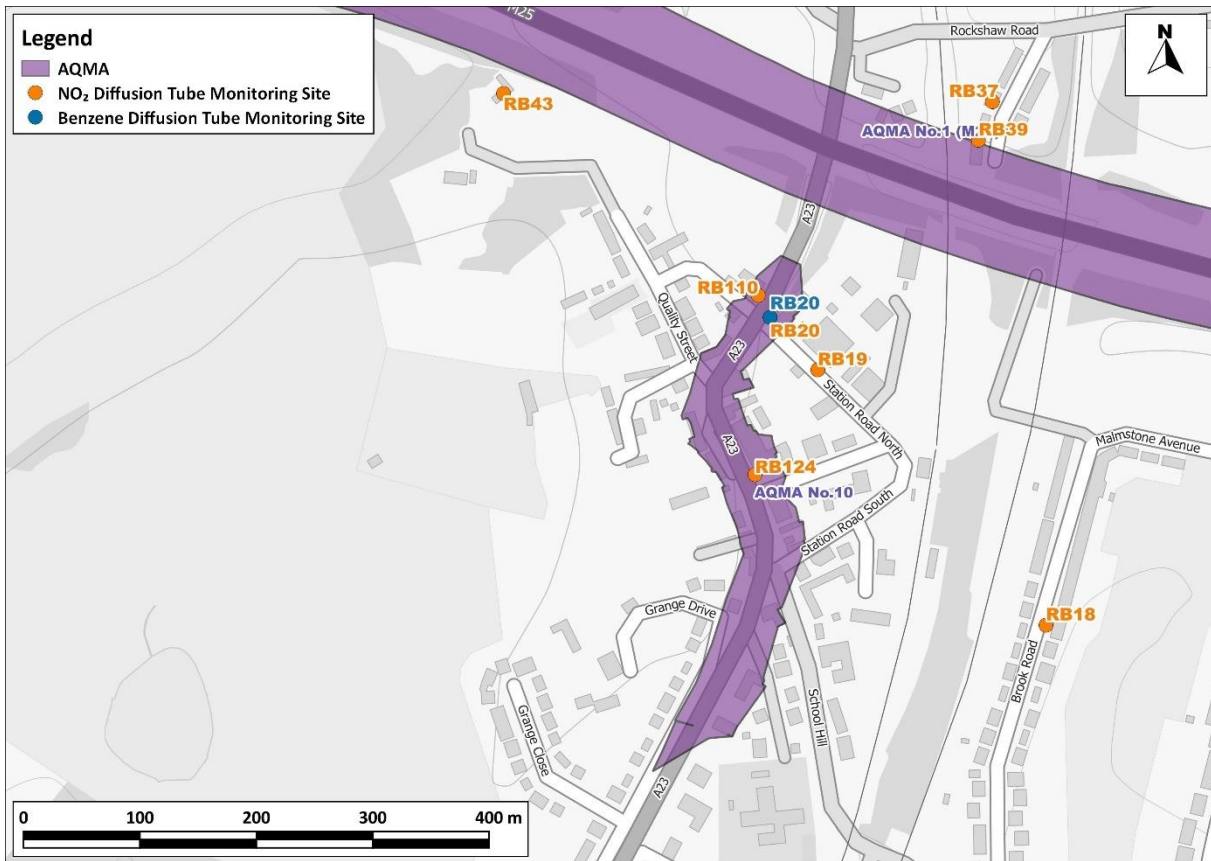 Legend
AQMA
NO₂ Diffusion Tube Monitoring Site
Benzene Diffusion Tube Monitoring Site
M25
Rockshaw Road
N
RB43
RB37
AQMA No.1 (M
RB39
A23
RB110
RB20
RB20
Quality Street
A23
RB19
Station Road North
Malmstone Avenue
A23
RB124
AQMA No.10
Station Road South
Grange Drive
RB18
Brook Road
School Hill
Grange Close
A23
0 100 200 300 400 m